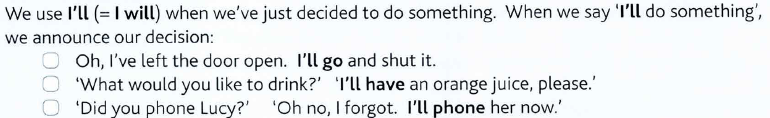 We use I'll (= I will) when we've just decided to do something. When we say 'I'll do something',
we announce our decision:
Oh, I've left the door open. I'll go and shut it.
'What would you like to drink?' 'I'll have an orange juice, please.'
'Did you phone Lucy?' 'Oh no, I forgot. I'll phone her now.'